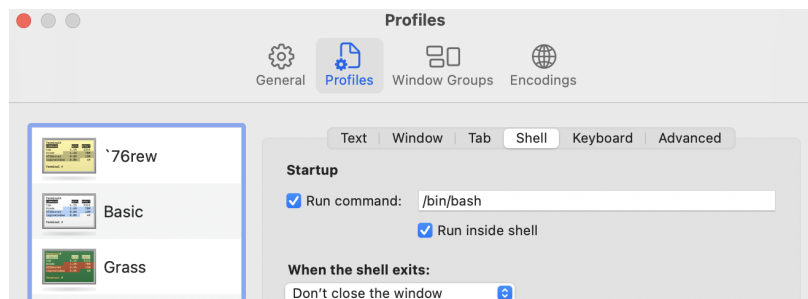 Profiles
General Profiles Window Groups Encodings
Text Window Tab Shell Keyboard Advanced
`76rew
Basic
Grass
Startup
Run command: /bin/bash
Run inside shell
When the shell exits:
Don't close the window